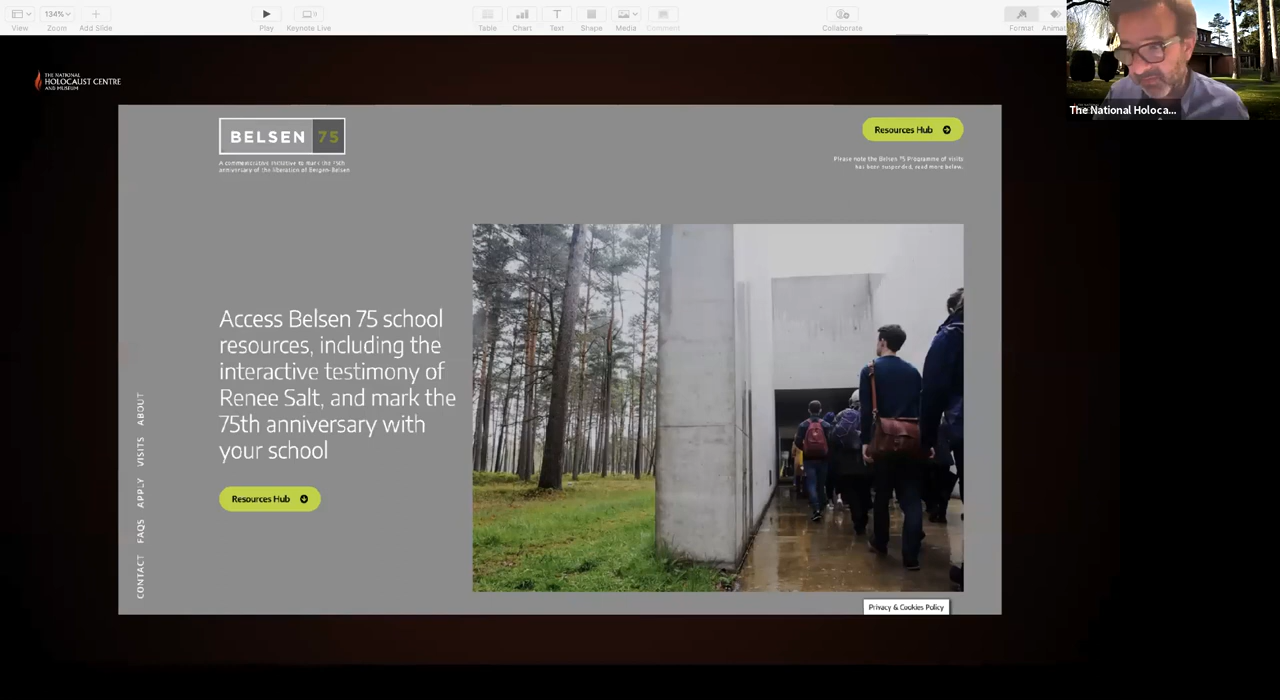 134%
View
Zoom
Add Slide
Play
Keynote Live
Table
Chart
Text
Shape
Media
Comment
Collaborate
Format
Animat
THE NATIONAL
HOLOCAUST CENTRE
AND MUSEUM
The National Holoca...
BELSEN 75
A commemorative initiative to mark the 75th
anniversary of the liberation of Bergen-Belsen
Resources Hub
Please note the Belsen 75 Programme of visits
has been suspended, read more below.
Access Belsen 75 school
resources, including the
interactive testimony of
Renee Salt, and mark the
75th anniversary with
your school
Resources Hub
ABOUT
VISITS
APPLY
FAQS
CONTACT
Privacy & Cookies Policy